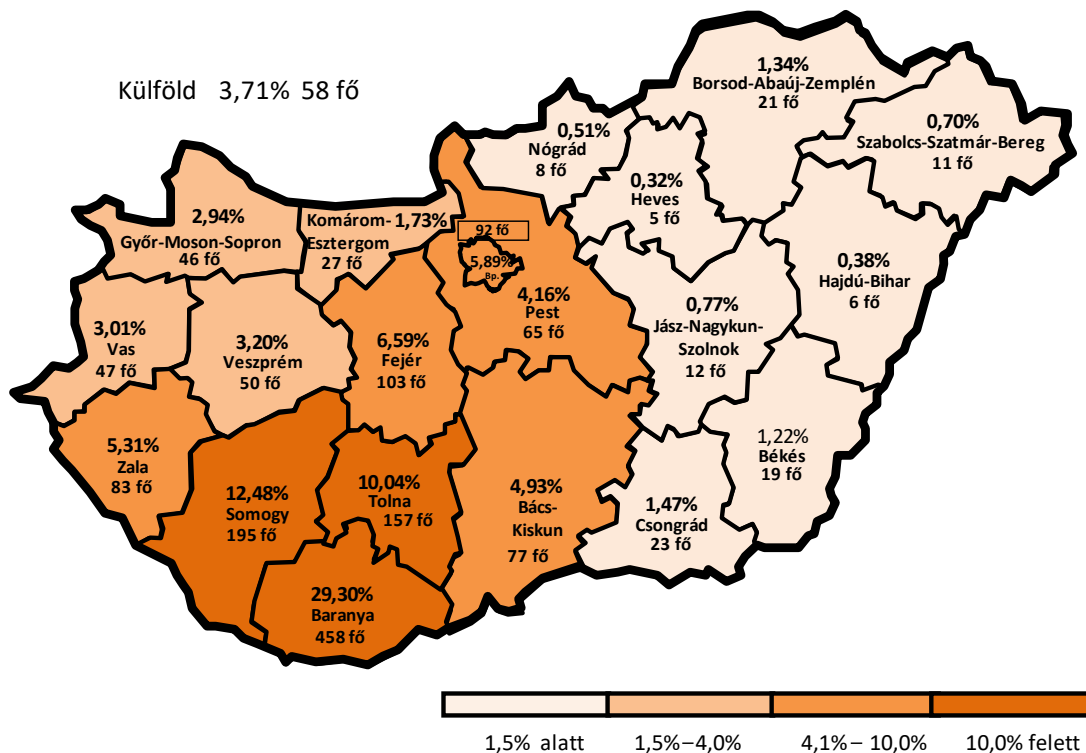 Külföld 3,71% 58 fő
1,34%
Borsod-Abaúj-Zemplén
21 fő
0,70%
Szabolcs-Szatmár-Bereg
11 fő
0,51%
Nógrád
8 fő
0,32%
Heves
5 fő
2,94%
Győr-Moson-Sopron
46 fő
Komárom- 1,73%
Esztergom
27 fő
92 fő
5,89%
Bp.
4,16%
Pest
65 fő
0,38%
Hajdú-Bihar
6 fő
0,77%
Jász-Nagykun-
Szolnok
12 fő
3,01%
Vas
47 fő
3,20%
Veszprém
50 fő
6,59%
Fejér
103 fő
5,31%
Zala
83 fő
12,48%
Somogy
195 fő
10,04%
Tolna
157 fő
4,93%
Bács-
Kiskun
77 fő
1,47%
Csongrád
23 fő
1,22%
Békés
19 fő
29,30%
Baranya
458 fő
1,5% alatt 1,5%–4,0% 4,1%– 10,0% 10,0% felett